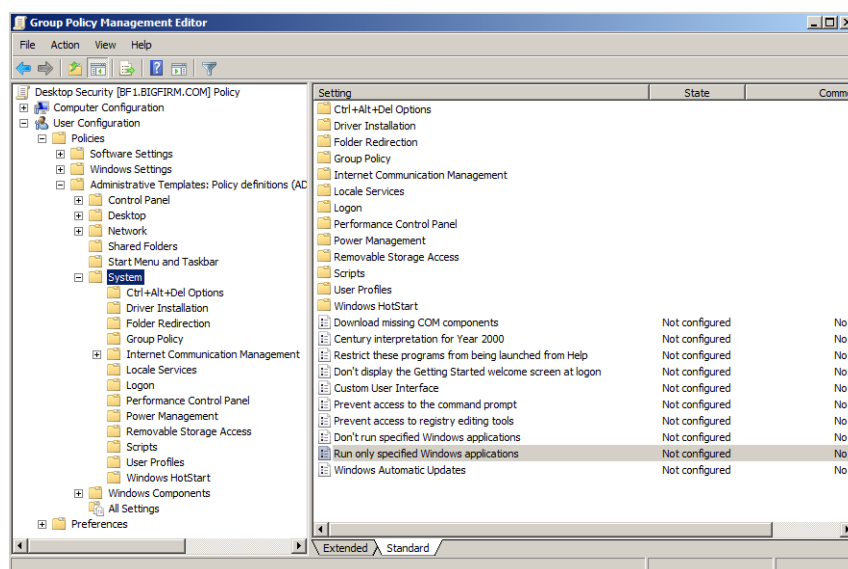 Group Policy Management Editor
File Action View Help
Desktop Security [BF1.BIGFIRM.COM] Policy
Computer Configuration
User Configuration
Policies
Software Settings
Windows Settings
Administrative Templates: Policy definitions (AD
Control Panel
Desktop
Network
Shared Folders
Start Menu and Taskbar
System
Ctrl+Alt+Del Options
Driver Installation
Folder Redirection
Group Policy
Internet Communication Management
Locale Services
Logon
Performance Control Panel
Power Management
Removable Storage Access
Scripts
User Profiles
Windows HotStart
Windows Components
All Settings
Preferences
Setting State Comm
Ctrl+Alt+Del Options
Driver Installation
Folder Redirection
Group Policy
Internet Communication Management
Locale Services
Logon
Performance Control Panel
Power Management
Removable Storage Access
Scripts
User Profiles
Windows HotStart
Download missing COM components Not configured No
Century interpretation for Year 2000 Not configured No
Restrict these programs from being launched from Help Not configured No
Don't display the Getting Started welcome screen at logon Not configured No
Custom User Interface Not configured No
Prevent access to the command prompt Not configured No
Prevent access to registry editing tools Not configured No
Don't run specified Windows applications Not configured No
Run only specified Windows applications Not configured No
Windows Automatic Updates Not configured No
Extended Standard